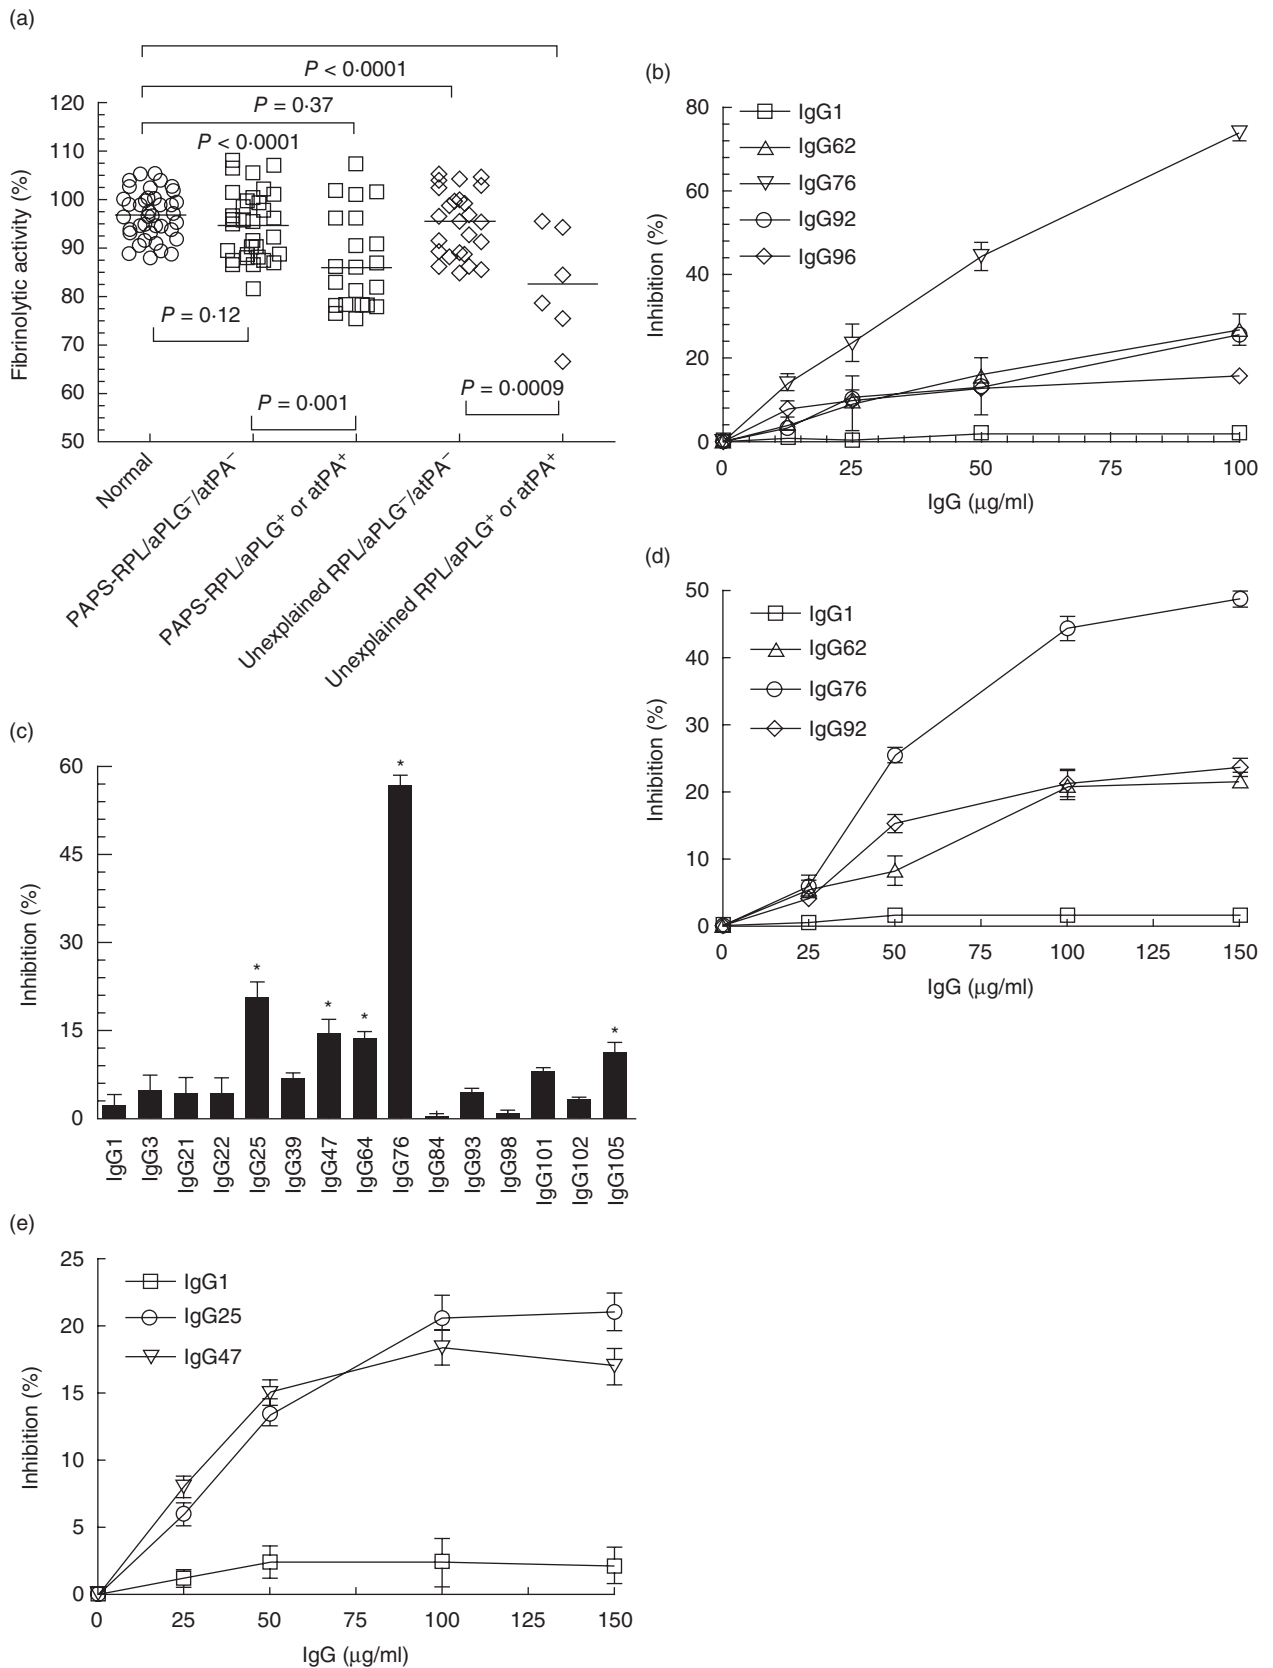 (a)
P < 0·0001
P = 0·37
P < 0·0001
120
110
100
90
80
70
60
50
Fibrinolytic activity (%)
P = 0·12
P = 0·001
P = 0·0009
Normal
PAPS-RPL/aPLG⁻/atPA⁻
PAPS-RPL/aPLG⁺ or atPA⁺
Unexplained RPL/aPLG⁻/atPA⁻
Unexplained RPL/aPLG⁺ or atPA⁺
(b)
80
60
40
20
0
Inhibition (%)
IgG1
IgG62
IgG76
IgG92
IgG96
0 25 50 75 100
IgG (μg/ml)
(c)
60
45
30
15
0
Inhibition (%)
* * * * *
IgG1
IgG3
IgG21
IgG22
IgG25
IgG39
IgG47
IgG64
IgG76
IgG84
IgG93
IgG98
IgG101
IgG102
IgG105
(d)
50
40
30
20
10
0
Inhibition (%)
IgG1
IgG62
IgG76
IgG92
0 25 50 75 100 125 150
IgG (μg/ml)
(e)
25
20
15
10
5
0
Inhibition (%)
IgG1
IgG25
IgG47
0 25 50 75 100 125 150
IgG (μg/ml)